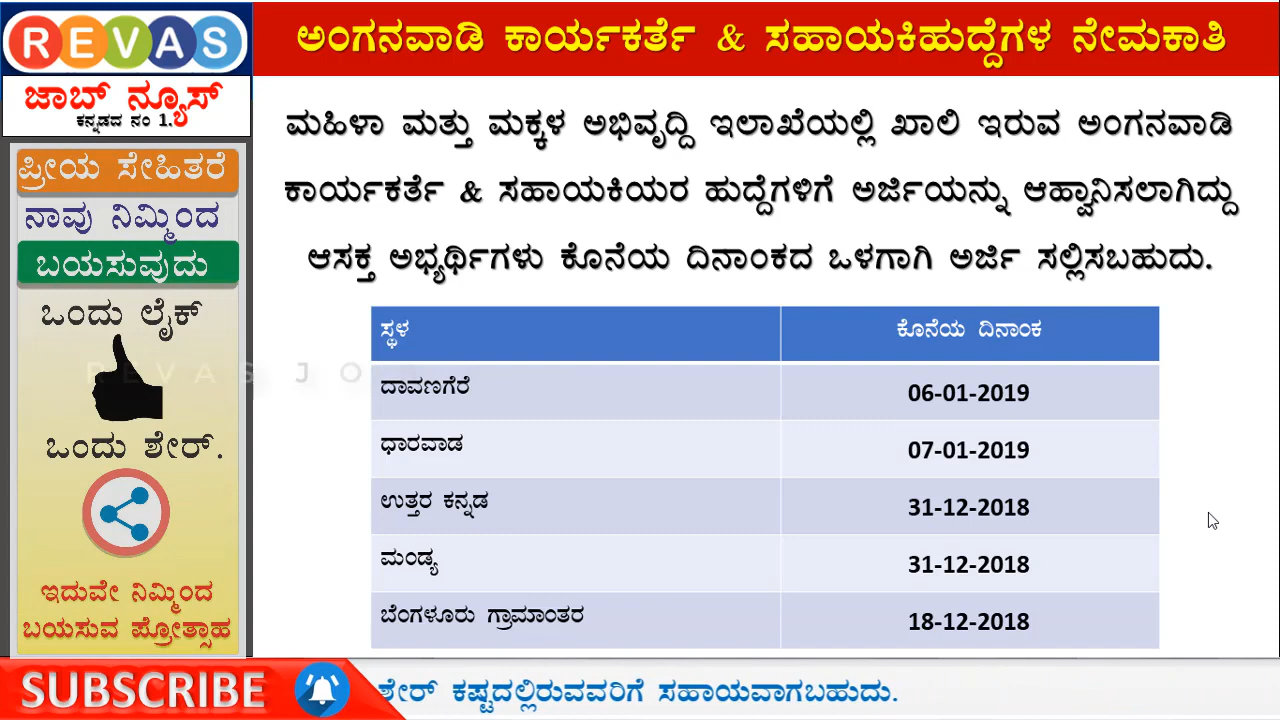 REVAS
ಜಾಬ್ ನ್ಯೂಸ್
ಕನ್ನಡದ ನಂ 1.
ಪ್ರೀಯ ಸೇಹಿತರೆ
ನಾವು ನಿಮ್ಮಿಂದ
ಬಯಸುವುದು
ಒಂದು ಲೈಕ್
ಒಂದು ಶೇರ್.
ಇದುವೇ ನಿಮ್ಮಿಂದ
ಬಯಸುವ ಪ್ರೋತ್ಸಾಹ
ಅಂಗನವಾಡಿ ಕಾರ್ಯಕರ್ತೆ & ಸಹಾಯಕಿಹುದ್ದೆಗಳ ನೇಮಕಾತಿ
ಮಹಿಳಾ ಮತ್ತು ಮಕ್ಕಳ ಅಭಿವೃದ್ದಿ ಇಲಾಖೆಯಲ್ಲಿ ಖಾಲಿ ಇರುವ ಅಂಗನವಾಡಿ
ಕಾರ್ಯಕರ್ತೆ & ಸಹಾಯಕಿಯರ ಹುದ್ದೆಗಳಿಗೆ ಅರ್ಜಿಯನ್ನು ಆಹ್ವಾನಿಸಲಾಗಿದ್ದು
ಆಸಕ್ತ ಅಭ್ಯರ್ಥಿಗಳು ಕೊನೆಯ ದಿನಾಂಕದ ಒಳಗಾಗಿ ಅರ್ಜಿ ಸಲ್ಲಿಸಬಹುದು.
ಸ್ಥಳ ಕೊನೆಯ ದಿನಾಂಕ
ದಾವಣಗೆರೆ 06-01-2019
ಧಾರವಾಡ 07-01-2019
ಉತ್ತರ ಕನ್ನಡ 31-12-2018
ಮಂಡ್ಯ 31-12-2018
ಬೆಂಗಳೂರು ಗ್ರಾಮಾಂತರ 18-12-2018
REVAS JO
SUBSCRIBE
ಶೇರ್ ಕಷ್ಟದಲ್ಲಿರುವವರಿಗೆ ಸಹಾಯವಾಗಬಹುದು.